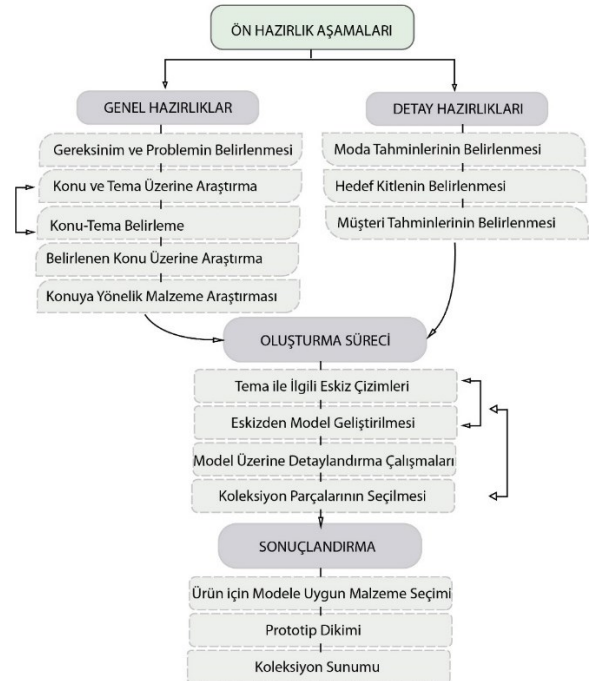 ÖN HAZIRLIK AŞAMALARI
GENEL HAZIRLIKLAR
Gereksinim ve Problemin Belirlenmesi
Konu ve Tema Üzerine Araştırma
Konu-Tema Belirleme
Belirlenen Konu Üzerine Araştırma
Konuya Yönelik Malzeme Araştırması
DETAY HAZIRLIKLARI
Moda Tahminlerinin Belirlenmesi
Hedef Kitlenin Belirlenmesi
Müşteri Tahminlerinin Belirlenmesi
OLUŞTURMA SÜRECİ
Tema ile İlgili Eskiz Çizimleri
Eskizden Model Geliştirilmesi
Model Üzerine Detaylandırma Çalışmaları
Koleksiyon Parçalarının Seçilmesi
SONUÇLANDIRMA
Ürün için Modele Uygun Malzeme Seçimi
Prototip Dikimi
Koleksiyon Sunumu